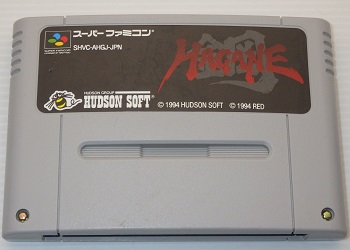 スーパーファミコン
SHVC-AHGJ-JPN
HAGANE
鋼
HUDSON GROUP
HUDSON SOFT
© 1994 HUDSON SOFT © 1994 RED